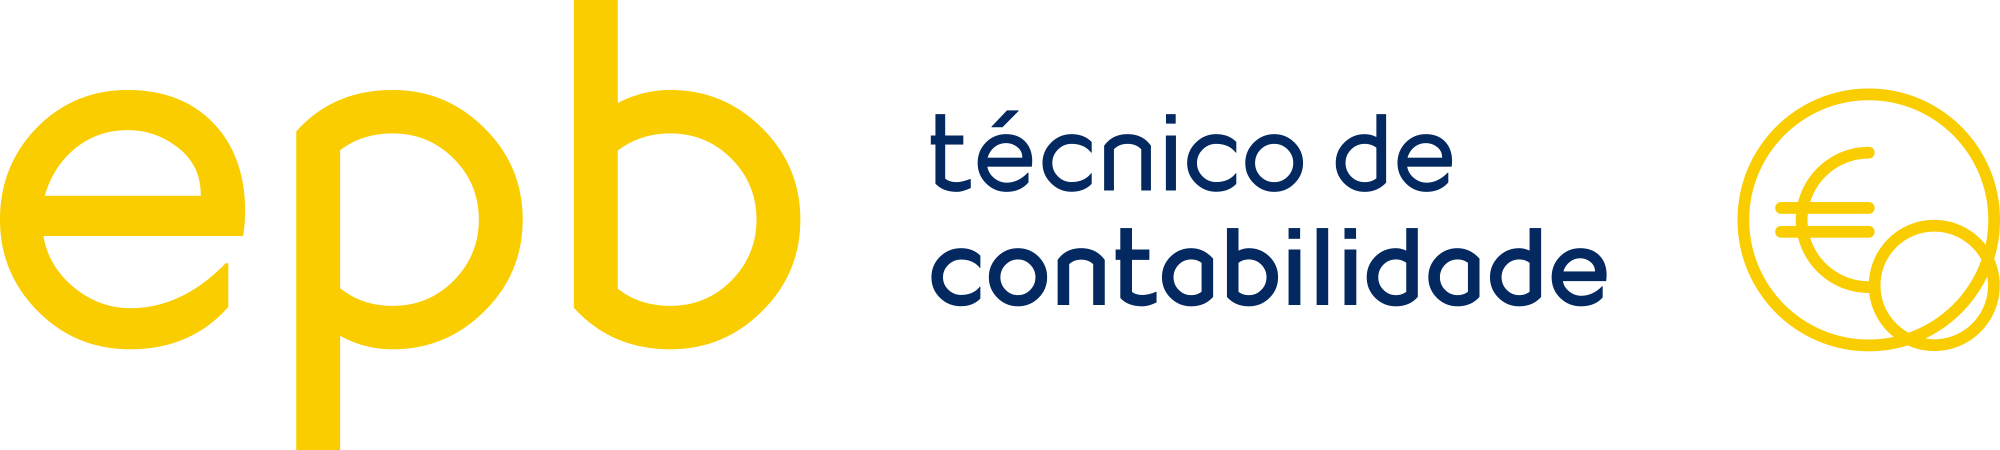 epb
técnico de
contabilidade
€